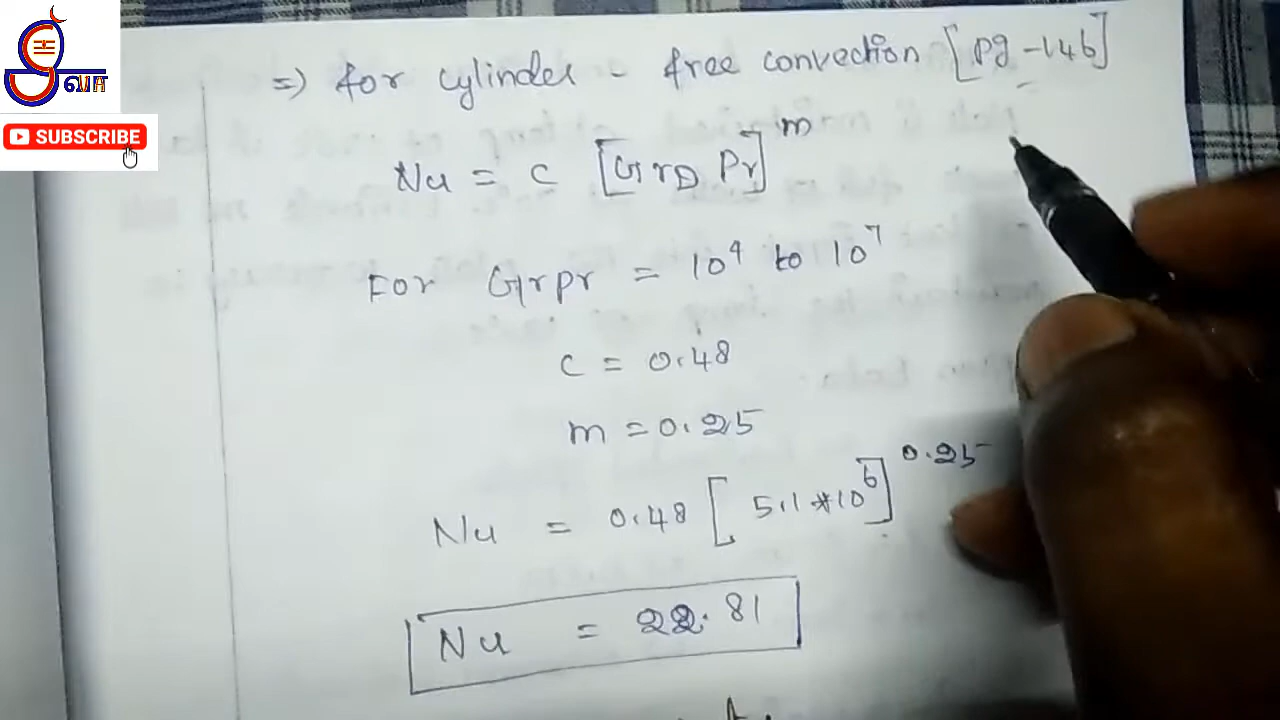 சிவா
SUBSCRIBE
=> for cylinder - free convection [pg-146]
Nu = c [GrD Pr]^m
For GrPr = 10^4 to 10^7
c = 0.48
m = 0.25
Nu = 0.48 [5.1*10^6]^0.25
Nu = 22.81